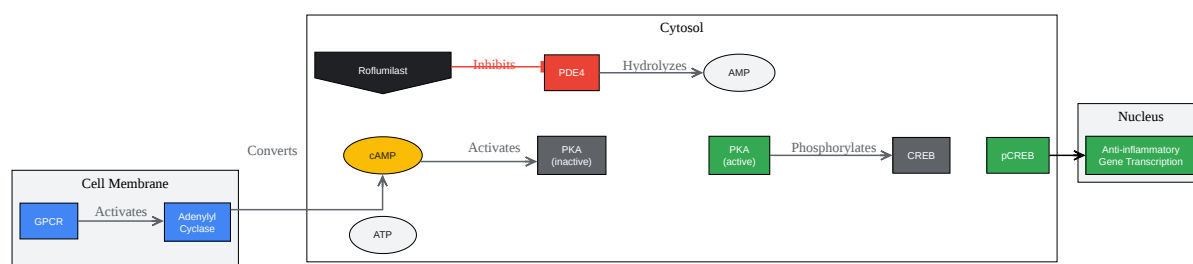 Cytosol
Roflumilast
Inhibits
PDE4
Hydrolyzes
AMP
Nucleus
Converts
cAMP
Activates
PKA
(inactive)
PKA
(active)
Phosphorylates
CREB
pCREB
Anti-inflammatory
Gene Transcription
Cell Membrane
GPCR
Activates
Adenylyl
Cyclase
ATP